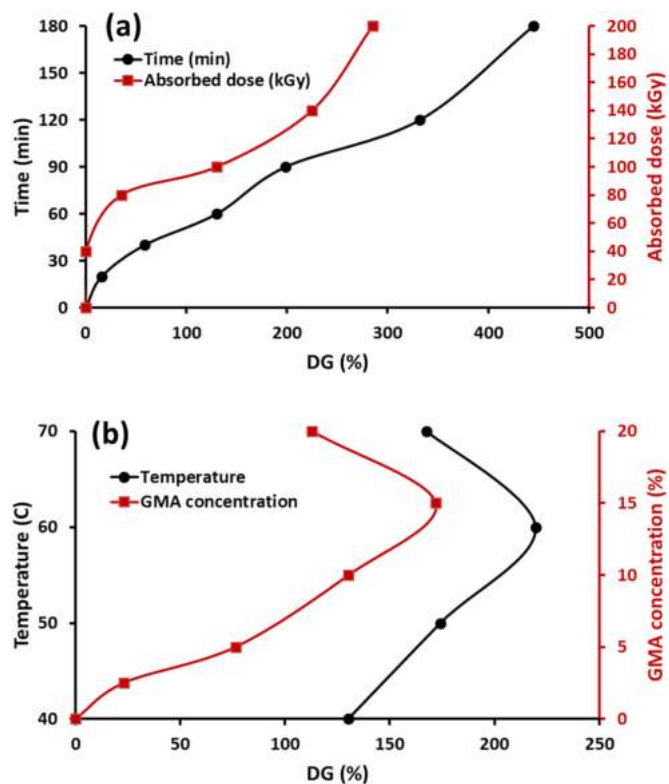 (a)
Time (min)
Absorbed dose (kGy)
180
150
120
90
60
30
0
Time (min)
200
180
160
140
120
100
80
60
40
20
0
Absorbed dose (kGy)
0 100 200 300 400 500
DG (%)
(b)
Temperature
GMA concentration
70
60
50
40
Temperature (C)
20
15
10
5
0
GMA concentration (%)
0 50 100 150 200 250
DG (%)